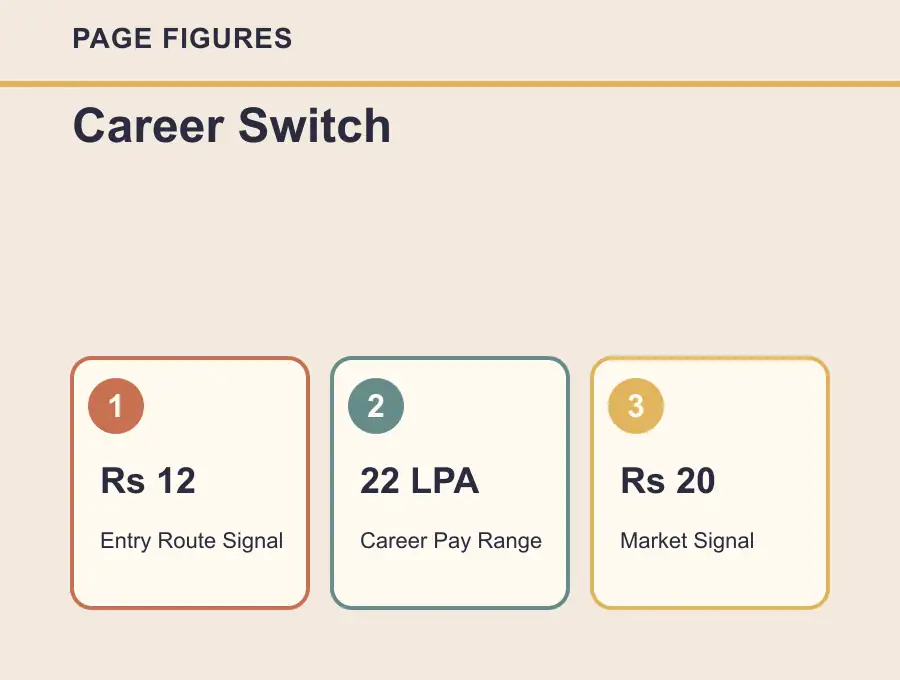 PAGE FIGURES
Career Switch
1
Rs 12
Entry Route Signal
2
22 LPA
Career Pay Range
3
Rs 20
Market Signal